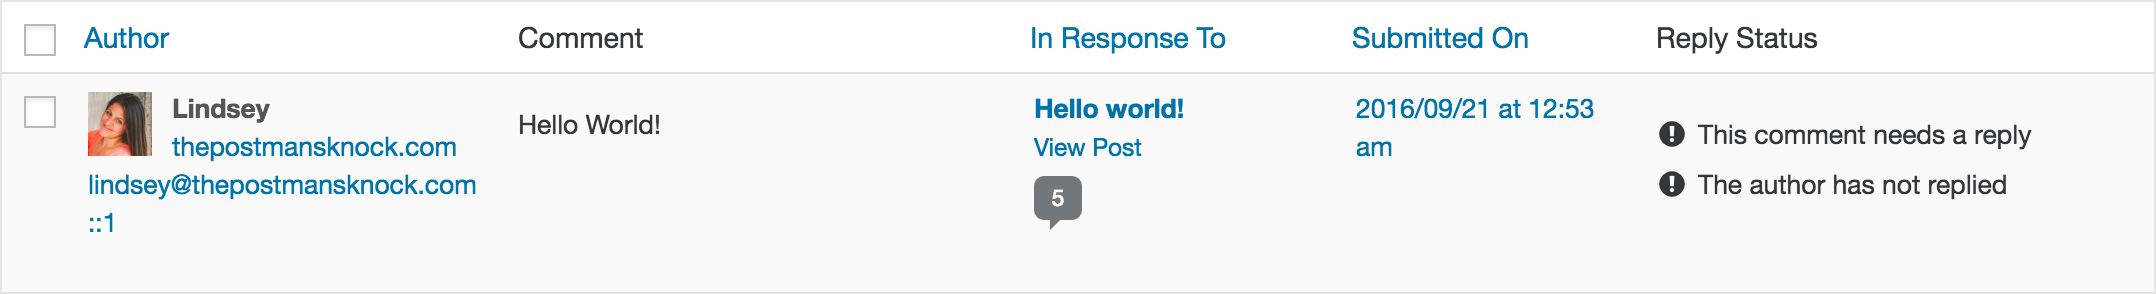 Author Comment In Response To Submitted On Reply Status
Lindsey
thepostmansknock.com
lindsey@thepostmansknock.com
::1
Hello World!
Hello world!
View Post
5
2016/09/21 at 12:53
am
This comment needs a reply
The author has not replied